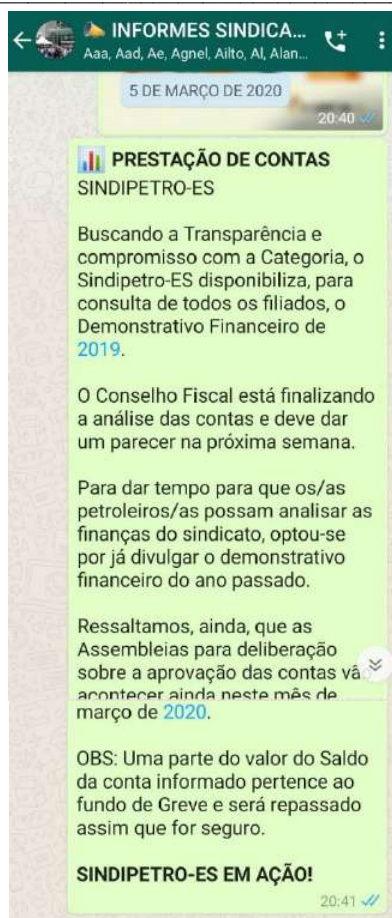 INFORMES SINDICA...
Aaa, Aad, Ae, Agnel, Ailto, Al, Alan...
5 DE MARÇO DE 2020
20:40
PRESTAÇÃO DE CONTAS
SINDIPETRO-ES
Buscando a Transparência e
compromisso com a Categoria, o
Sindipetro-ES disponibiliza, para
consulta de todos os filiados, o
Demonstrativo Financeiro de
2019.
O Conselho Fiscal está finalizando
a análise das contas e deve dar
um parecer na próxima semana.
Para dar tempo para que os/as
petroleiros/as possam analisar as
finanças do sindicato, optou-se
por já divulgar o demonstrativo
financeiro do ano passado.
Ressaltamos, ainda, que as
Assembleias para deliberação
sobre a aprovação das contas vão
acontecer ainda neste mês de
março de 2020.
OBS: Uma parte do valor do Saldo
da conta informado pertence ao
fundo de Greve e será repassado
assim que for seguro.
SINDIPETRO-ES EM AÇÃO!
20:41